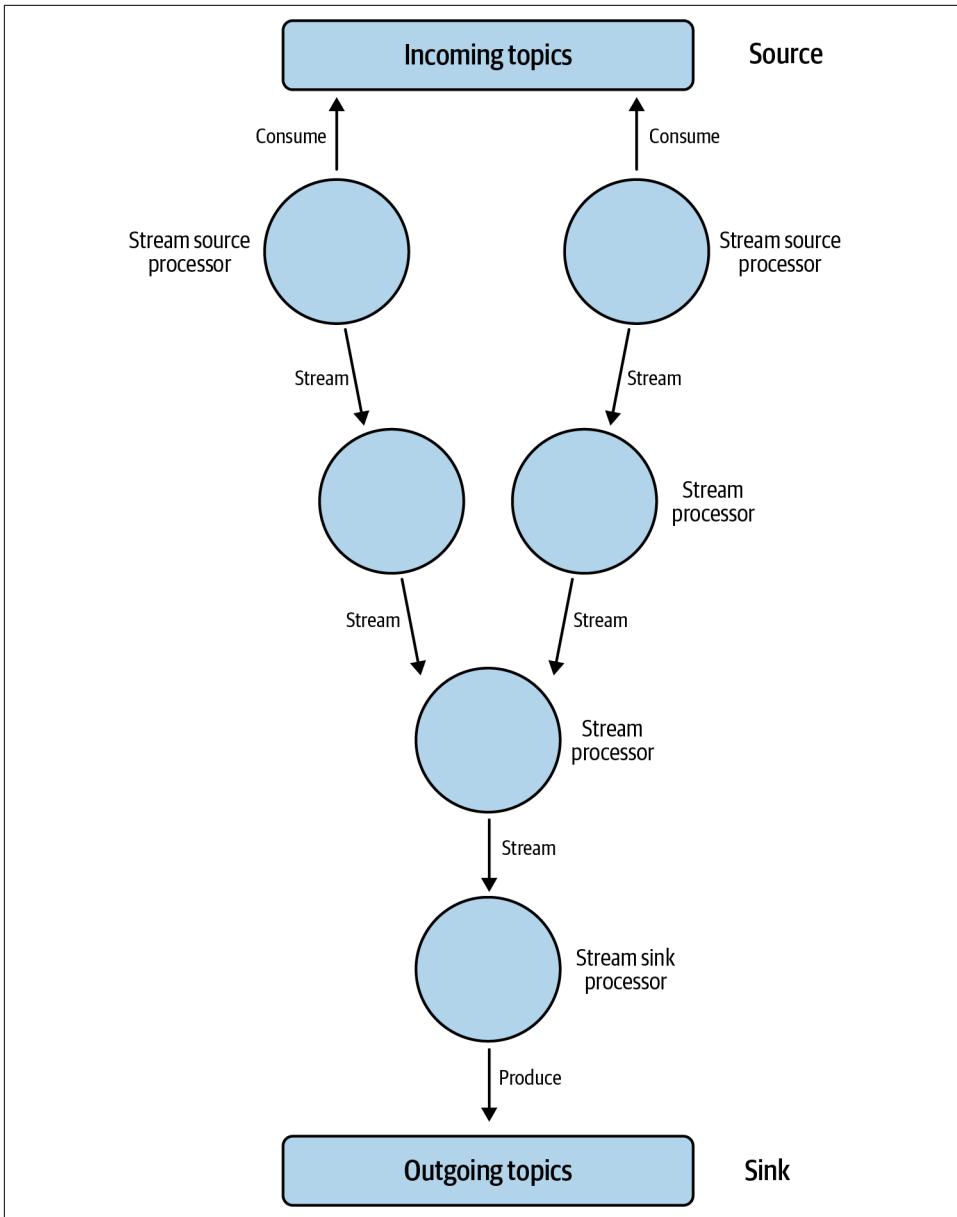 Incoming topics
Source
Consume
Consume
Stream source
processor
Stream source
processor
Stream
Stream
Stream
processor
Stream
Stream
Stream
processor
Stream
Stream sink
processor
Produce
Outgoing topics
Sink